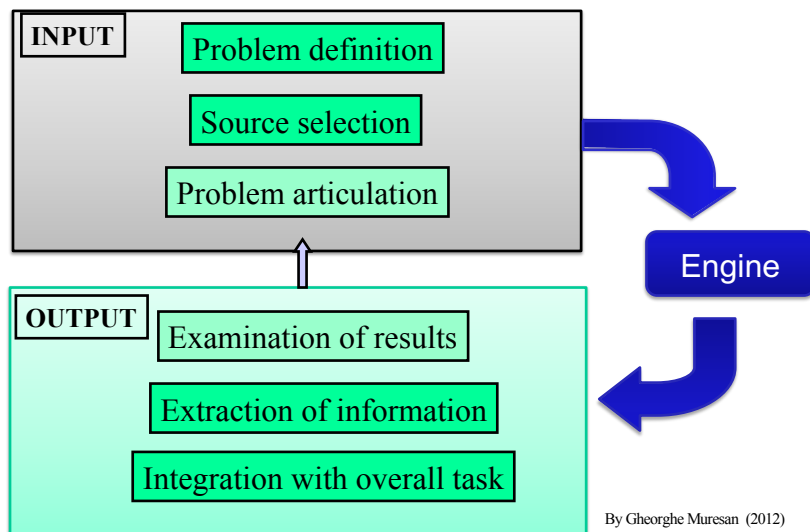 INPUT
Problem definition
Source selection
Problem articulation
Engine
OUTPUT
Examination of results
Extraction of information
Integration with overall task
By Gheorghe Muresan (2012)